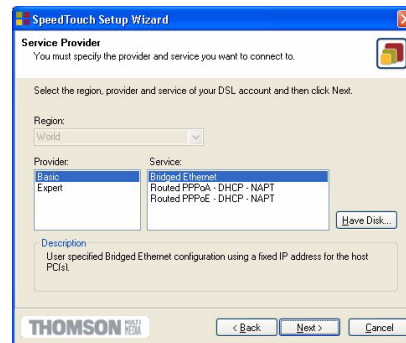 SpeedTouch Setup Wizard
Service Provider
You must specify the provider and service you want to connect to.
Select the region, provider and service of your DSL account and then click Next.
Region:
World
Provider:
Service:
Basic
Expert
Bridged Ethernet
Routed PPPoA - DHCP - NAPT
Routed PPPoE - DHCP - NAPT
Have Disk...
Description
User specified Bridged Ethernet configuration using a fixed IP address for the host
PC(s).
THOMSON MULTI MEDIA
< Back
Next >
Cancel